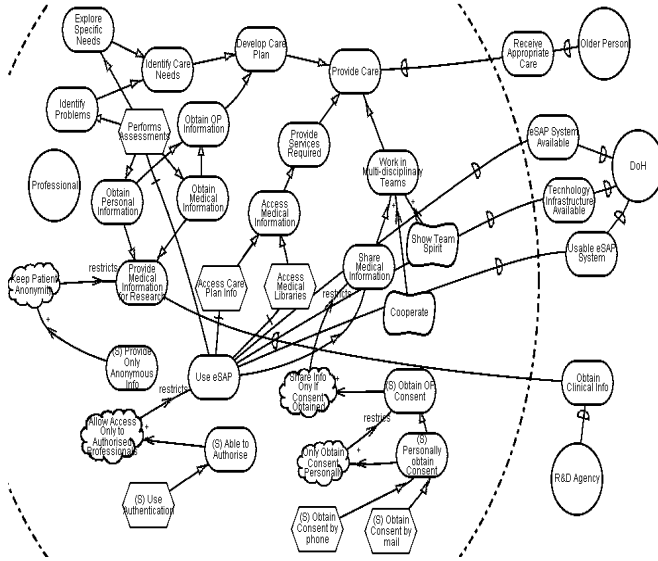 Explore
Specific
Needs
Identify Care
Needs
Develop Care
Plan
Provide Care
Receive
Appropriate
Care
Older Person
Identify
Problems
Performs
Assessments
Obtain OP
Information
Provide
Services
Required
Work in
Multi-disciplinary
Teams
eSAP System
Available
DoH
Professional
Obtain
Personal
Information
Obtain
Medical
Information
Access
Medical
Information
Tecnhology
Infrastructure
Available
Show Team
Spirit
Usable eSAP
System
Keep Patient
Anonymity
restricts
Provide
Medical
Information
for Research
Access Care
Plan Info
Access
Medical
Libraries
Share
Medical
Information
restricts
Cooperate
(S) Provide
Only
Anonymous Info
Use eSAP
restricts
Share Info
Only If
Consent
Obtained
(S) Obtain OP
Consent
Obtain
Clinical Info
Allow Access
Only to
Authorised
Professionals
(S) Able to
Authorise
restricts
Only Obtain
Consent
Personally
(S)
Personally
obtain
Consent
R&D Agency
(S) Use
Authentication
(S) Obtain
Consent by
phone
(S) Obtain
Consent by
mail